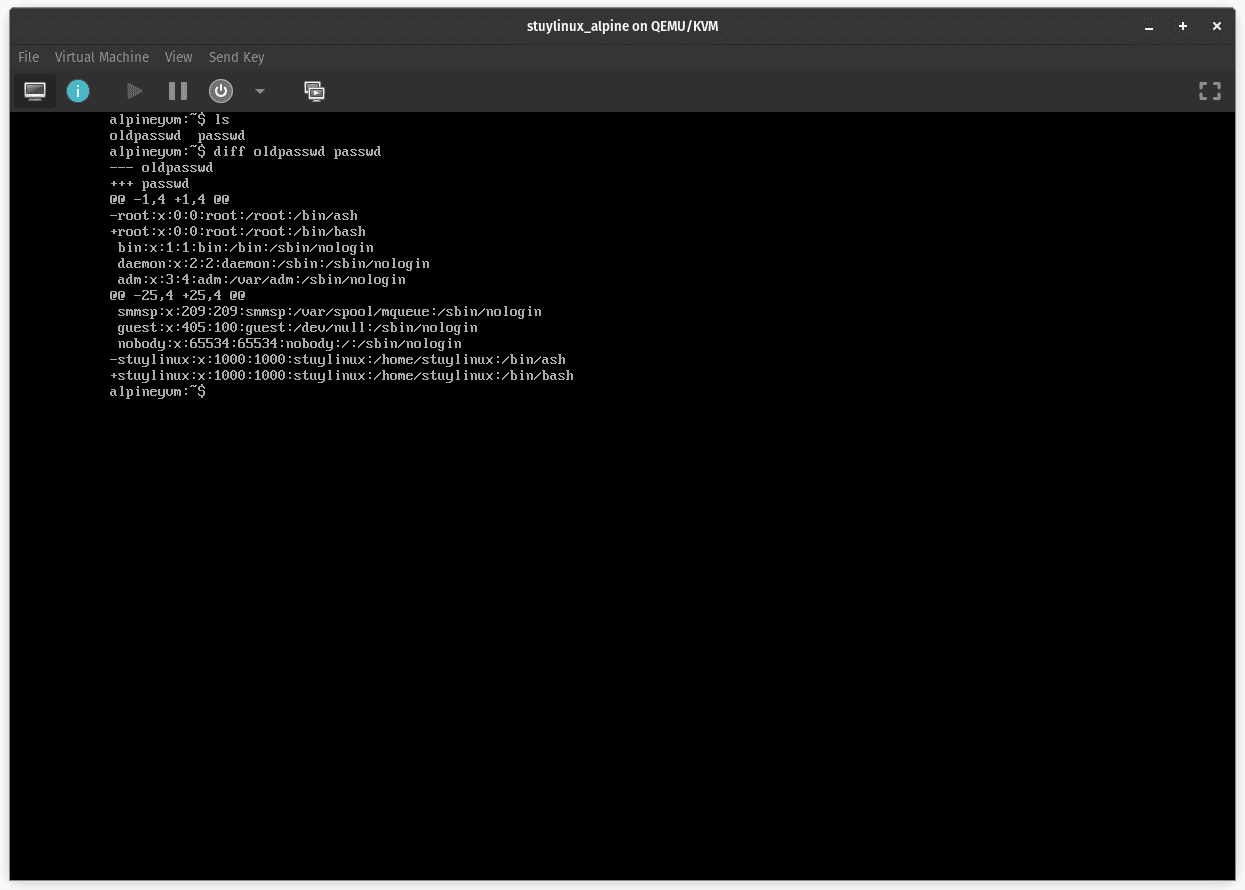 stuylinux_alpine on QEMU/KVM
File Virtual Machine View Send Key
alpineyvm:~$ ls
oldpasswd  passwd
alpineyvm:~$ diff oldpasswd passwd
--- oldpasswd
+++ passwd
@@ -1,4 +1,4 @@
-root:x:0:0:root:/root:/bin/ash
+root:x:0:0:root:/root:/bin/bash
 bin:x:1:1:bin:/bin:/sbin/nologin
 daemon:x:2:2:daemon:/sbin:/sbin/nologin
 adm:x:3:4:adm:/var/adm:/sbin/nologin
@@ -25,4 +25,4 @@
 smmsp:x:209:209:smmsp:/var/spool/mqueue:/sbin/nologin
 guest:x:405:100:guest:/dev/null:/sbin/nologin
 nobody:x:65534:65534:nobody:/:/sbin/nologin
-stuylinux:x:1000:1000:stuylinux:/home/stuylinux:/bin/ash
+stuylinux:x:1000:1000:stuylinux:/home/stuylinux:/bin/bash
alpineyvm:~$